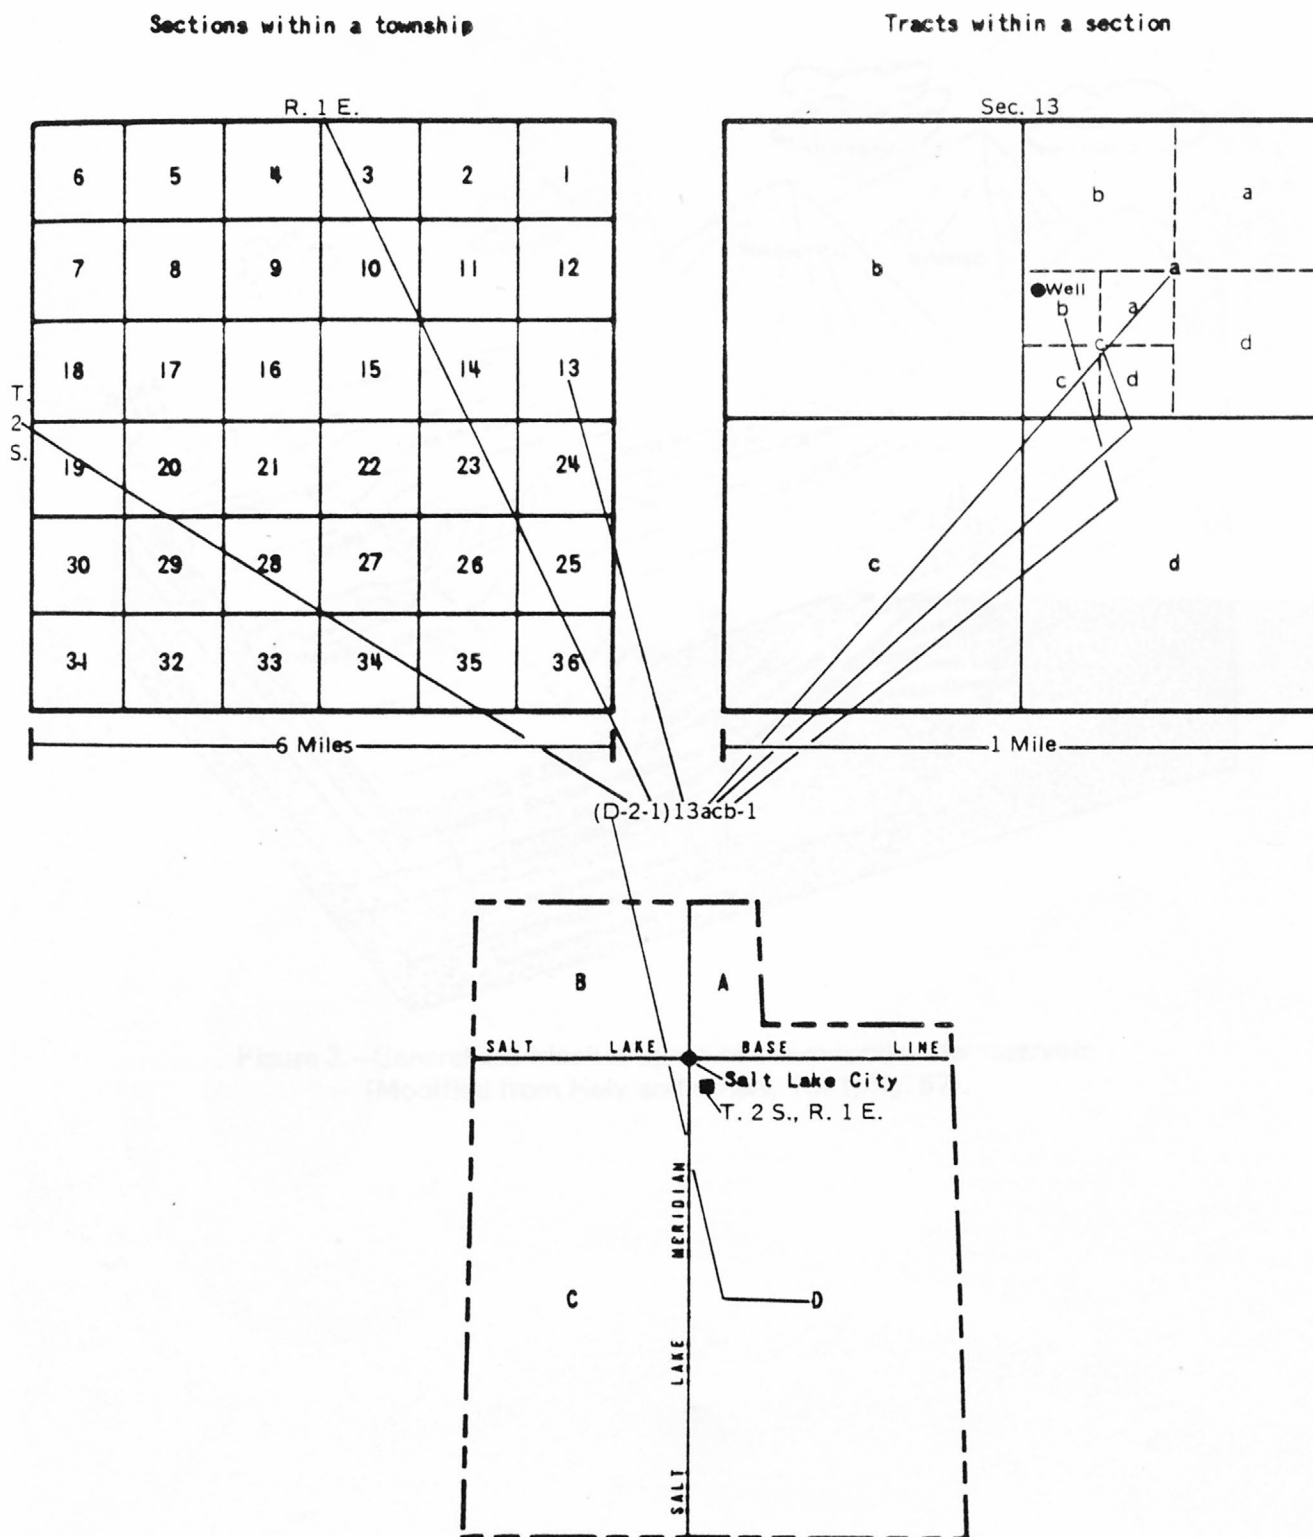 Sections within a township
Tracts within a section
R. 1 E.
Sec. 13
6 5 4 3 2 1
7 8 9 10 11 12
18 17 16 15 14 13
19 20 21 22 23 24
30 29 28 27 26 25
31 32 33 34 35 36
T.
2
S.
6 Miles
b
b a
a
Well
b a
c
c d
d
c
d
1 Mile
(D-2-1)13acb-1
B
A
SALT LAKE BASE LINE
Salt Lake City
T. 2 S., R. 1 E.
C
D
SALT LAKE MERIDIAN